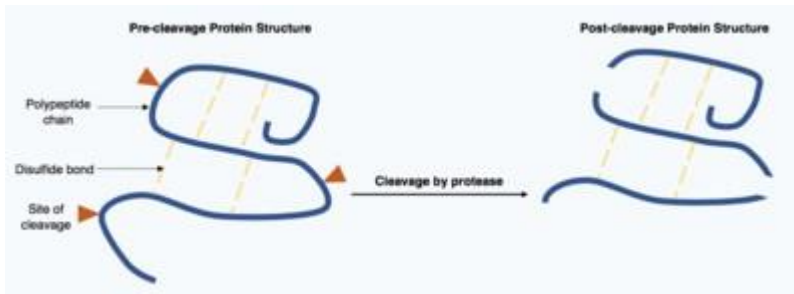 Pre-cleavage Protein Structure
Post-cleavage Protein Structure
Polypeptide
chain
Disulfide bond
Cleavage by protease
Site of
cleavage